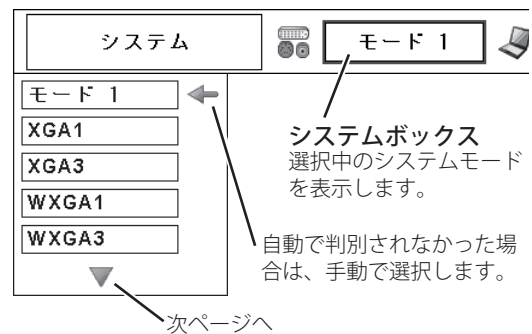 システム
モード 1
モード 1
XGA1
XGA3
WXGA1
WXGA3
システムボックス
選択中のシステムモード
を表示します。
自動で判別されなかった場
合は、手動で選択します。
次ページへ